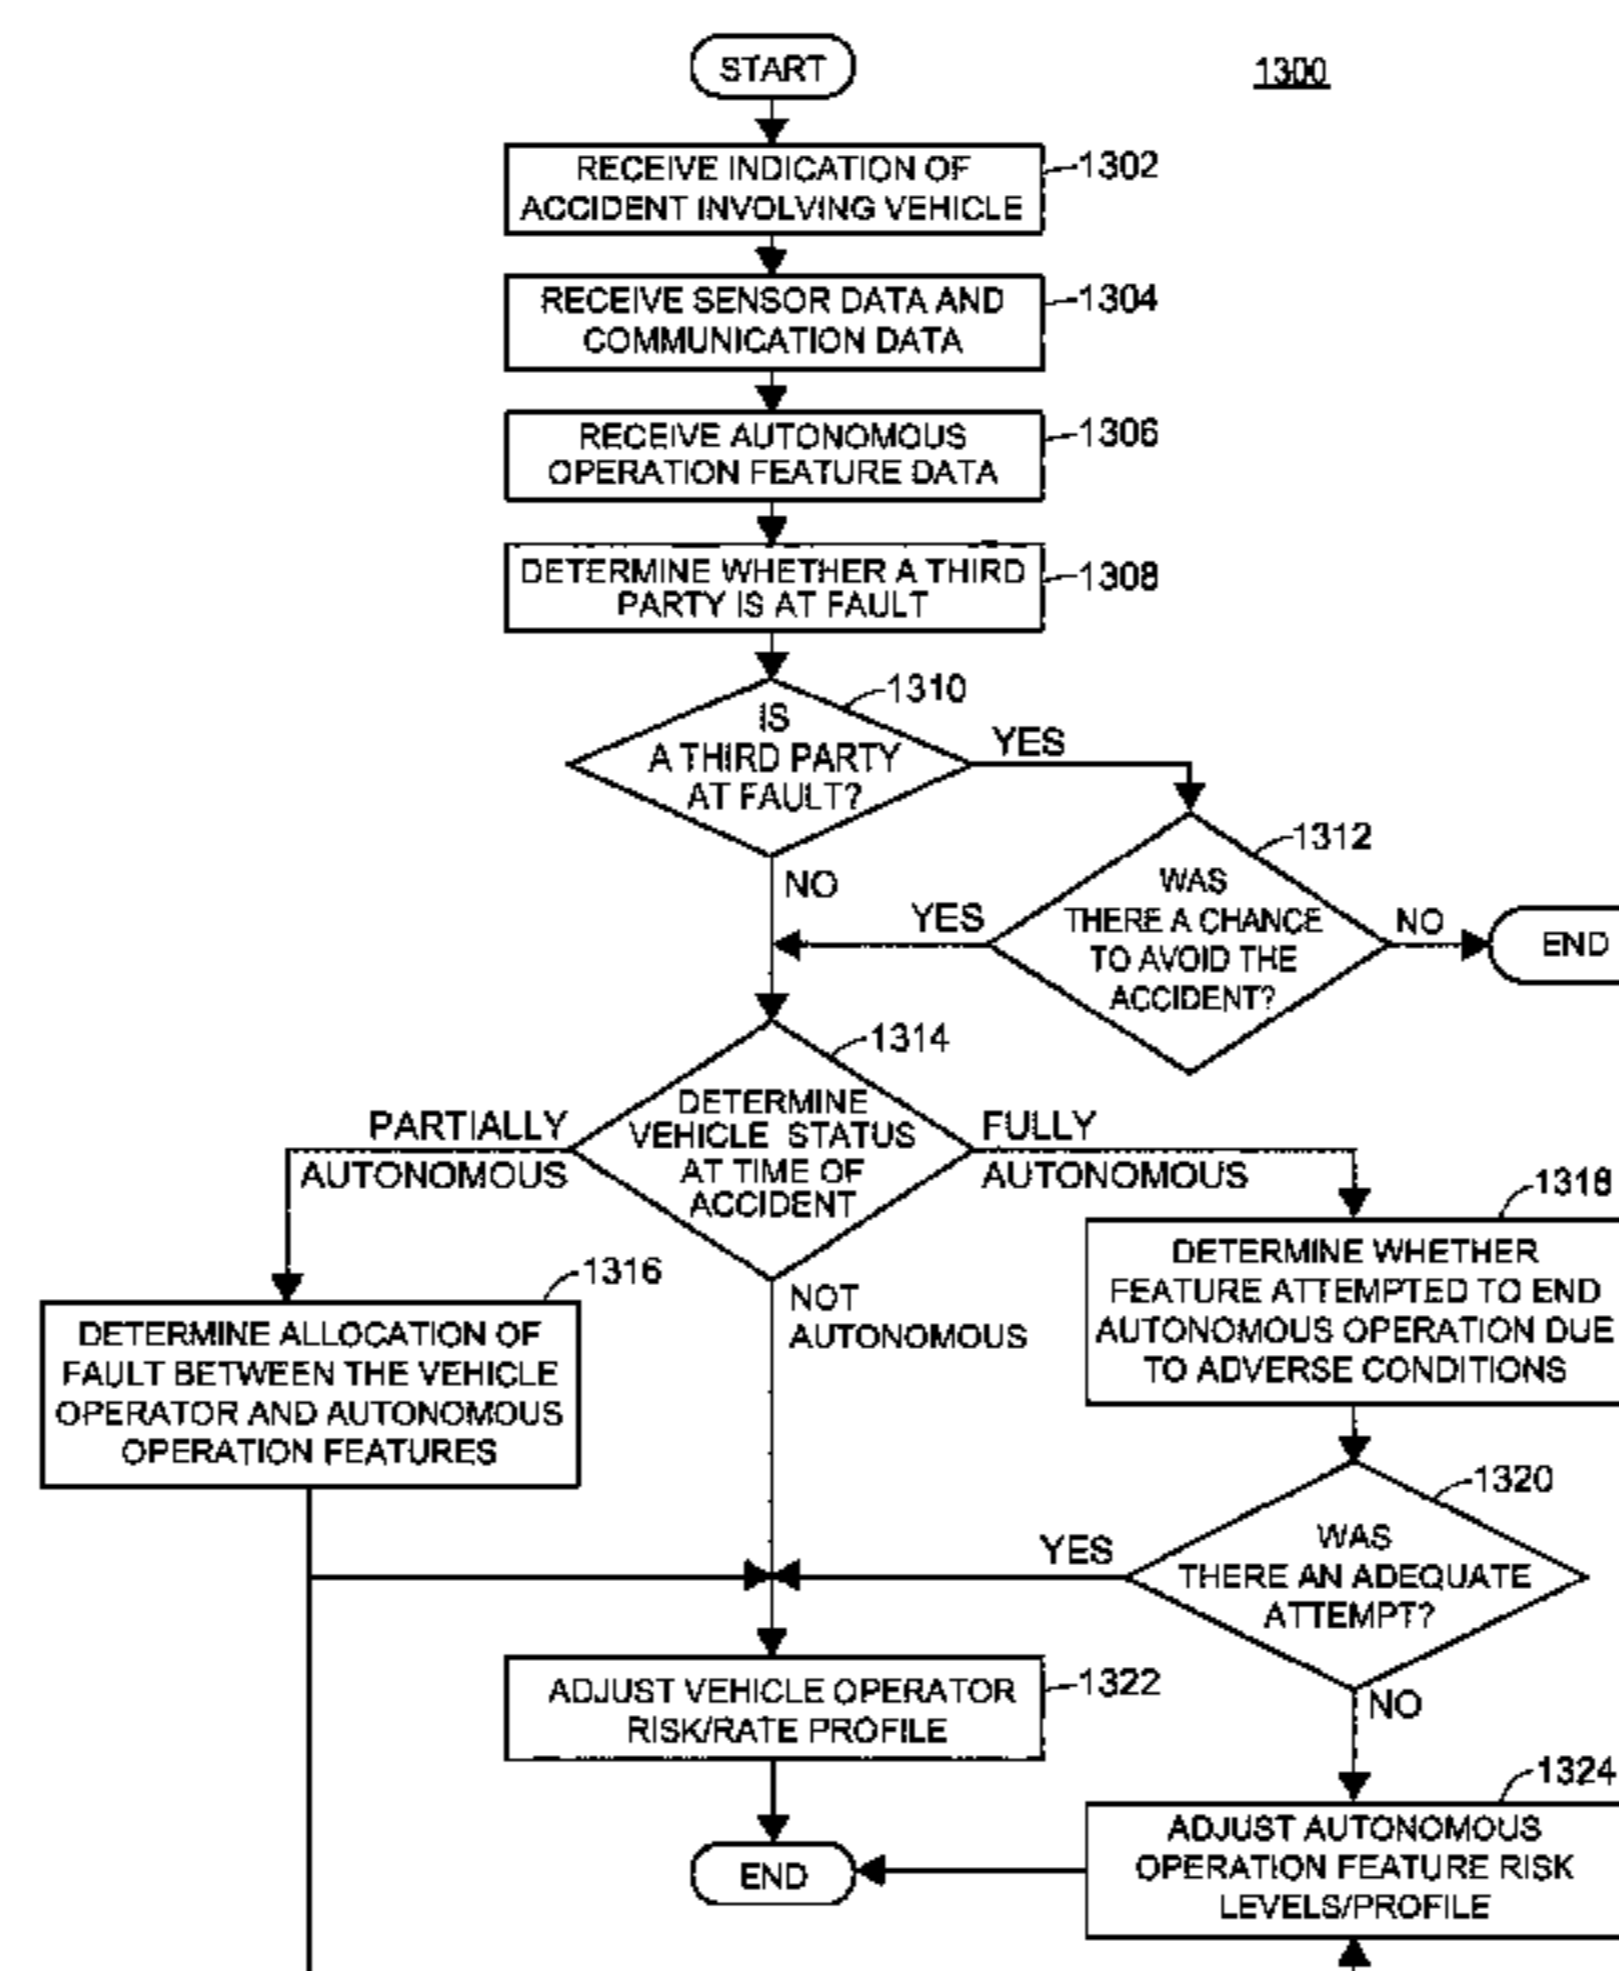 START
1300
RECEIVE INDICATION OF
ACCIDENT INVOLVING VEHICLE
1302
RECEIVE SENSOR DATA AND
COMMUNICATION DATA
1304
RECEIVE AUTONOMOUS
OPERATION FEATURE DATA
1306
DETERMINE WHETHER A THIRD
PARTY IS AT FAULT
1308
1310
IS
A THIRD PARTY
AT FAULT?
YES
NO
1312
WAS
THERE A CHANCE
TO AVOID THE
ACCIDENT?
YES
NO
END
1314
DETERMINE
VEHICLE STATUS
AT TIME OF
ACCIDENT
PARTIALLY
AUTONOMOUS
FULLY
AUTONOMOUS
NOT
AUTONOMOUS
1316
DETERMINE ALLOCATION OF
FAULT BETWEEN THE VEHICLE
OPERATOR AND AUTONOMOUS
OPERATION FEATURES
1318
DETERMINE WHETHER
FEATURE ATTEMPTED TO END
AUTONOMOUS OPERATION DUE
TO ADVERSE CONDITIONS
1320
WAS
THERE AN ADEQUATE
ATTEMPT?
YES
NO
ADJUST VEHICLE OPERATOR
RISK/RATE PROFILE
1322
END
1324
ADJUST AUTONOMOUS
OPERATION FEATURE RISK
LEVELS/PROFILE